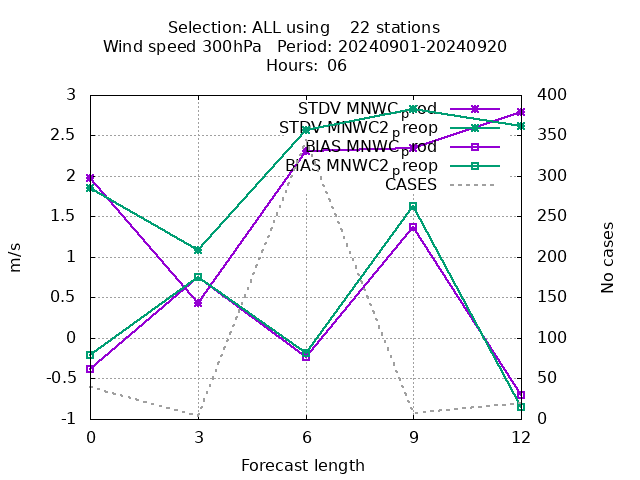 Selection: ALL using 22 stations
Wind speed 300hPa Period: 20240901-20240920
Hours: 06
3
2.5
2
1.5
1
0.5
0
-0.5
-1
m/s
STDV MNWC_prod
STDV MNWC2_preop
BIAS MNWC_prod
BIAS MNWC2_preop
CASES
400
350
300
250
200
150
100
50
0
No cases
0 3 6 9 12
Forecast length